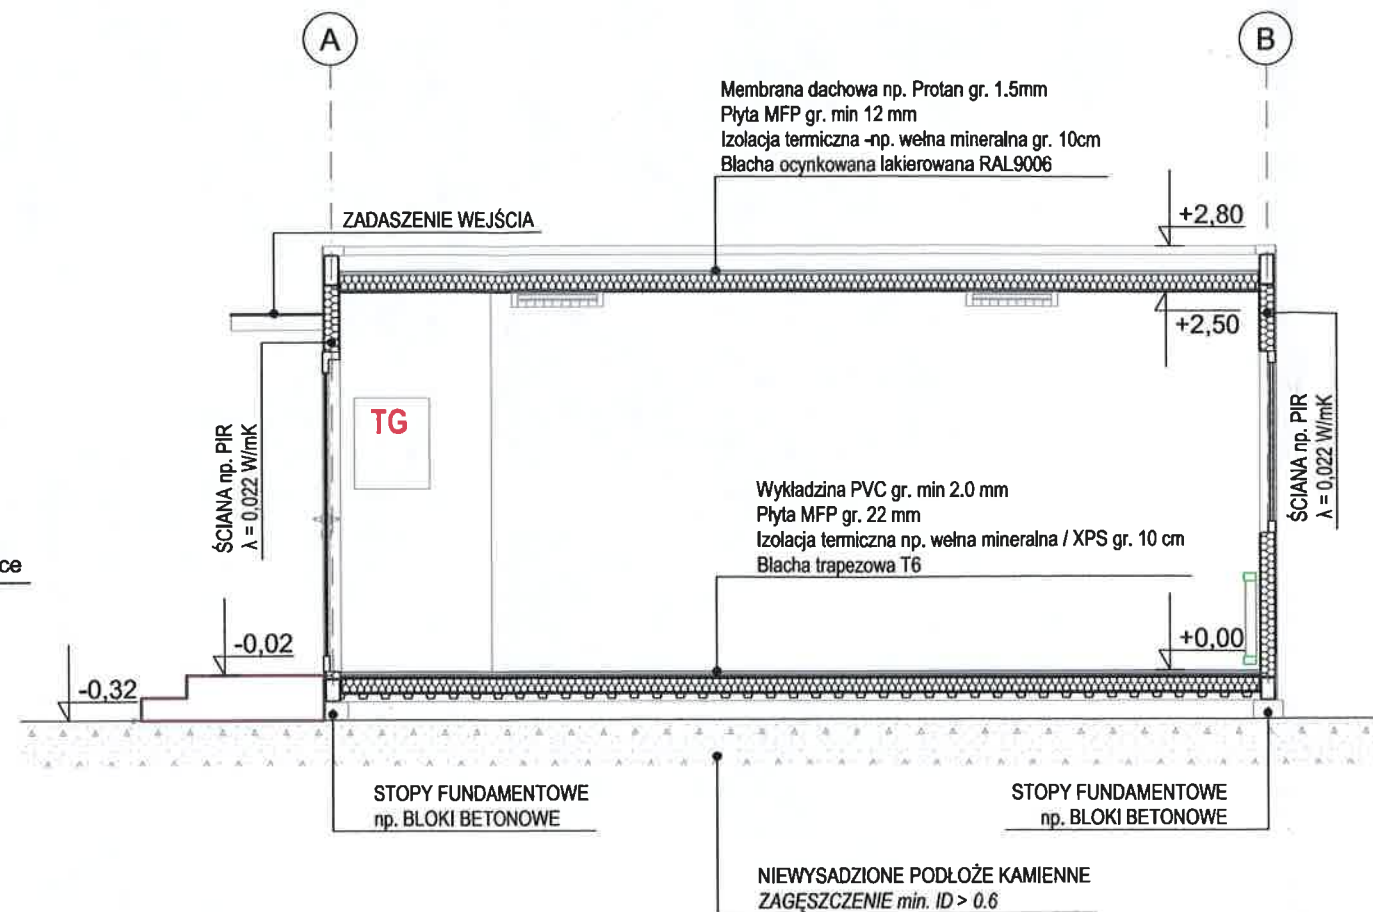 A
B
Membrana dachowa np. Protan gr. 1.5mm
Płyta MFP gr. min 12 mm
Izolacja termiczna -np. wełna mineralna gr. 10cm
Blacha ocynkowana lakierowana RAL9006
ZADASZENIE WEJŚCIA
+2,80
+2,50
TG
ŚCIANA np. PIR
λ = 0,022 W/mK
ŚCIANA np. PIR
λ = 0,022 W/mK
Wykładzina PVC gr. min 2.0 mm
Płyta MFP gr. 22 mm
Izolacja termiczna np. wełna mineralna / XPS gr. 10 cm
Blacha trapezowa T6
ce
-0,02
+0,00
-0,32
STOPY FUNDAMENTOWE
np. BLOKI BETONOWE
STOPY FUNDAMENTOWE
np. BLOKI BETONOWE
NIEWYSADZIONE PODŁOŻE KAMIENNE
ZAGĘSZCZENIE min. ID > 0.6